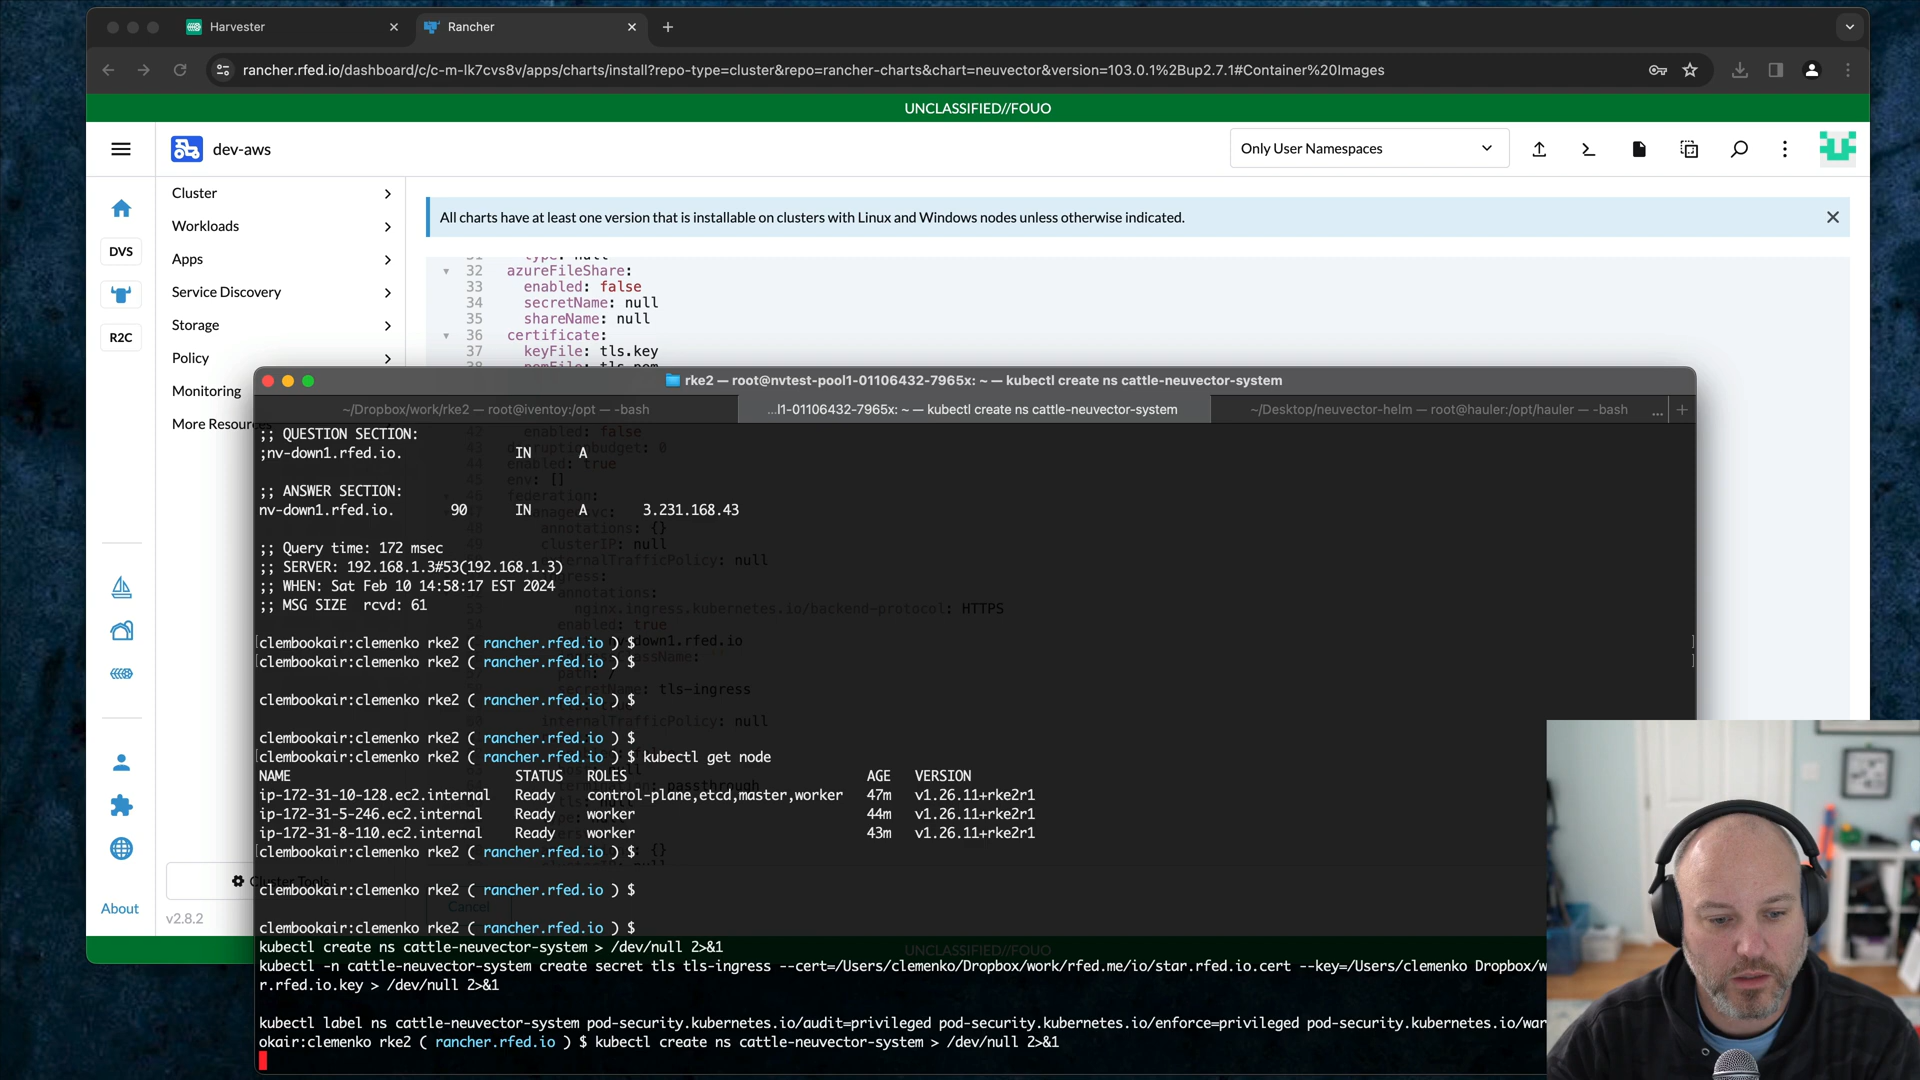 Harvester
Rancher
rancher.rfed.io/dashboard/c/c-m-lk7cvs8v/apps/charts/install?repo-type=cluster&repo=rancher-charts&chart=neuvector&version=103.0.1%2Bup2.7.1#Container%20Images
UNCLASSIFIED//FOUO
dev-aws
Only User Namespaces
Cluster
Workloads
Apps
Service Discovery
Storage
Policy
Monitoring
More Resour
DVS
R2C
About
v2.8.2
Cluster Tools
All charts have at least one version that is installable on clusters with Linux and Windows nodes unless otherwise indicated.
32 azureFileShare:
33 enabled: false
34 secretName: null
35 shareName: null
36 certificate:
37 keyFile: tls.key
rke2 — root@nvtest-pool1-01106432-7965x: ~ — kubectl create ns cattle-neuvector-system
~/Dropbox/work/rke2 — root@iventoy:/opt — -bash
...l1-01106432-7965x: ~ — kubectl create ns cattle-neuvector-system
~/Desktop/neuvector-helm — root@hauler:/opt/hauler — -bash
...
;; QUESTION SECTION:
;nv-down1.rfed.io. IN A
;; ANSWER SECTION:
nv-down1.rfed.io. 90 IN A 3.231.168.43
;; Query time: 172 msec
;; SERVER: 192.168.1.3#53(192.168.1.3)
;; WHEN: Sat Feb 10 14:58:17 EST 2024
;; MSG SIZE rcvd: 61
clembookair:clemenko rke2 ( rancher.rfed.io ) $
clembookair:clemenko rke2 ( rancher.rfed.io ) $
clembookair:clemenko rke2 ( rancher.rfed.io ) $
clembookair:clemenko rke2 ( rancher.rfed.io ) $
clembookair:clemenko rke2 ( rancher.rfed.io ) $ kubectl get node
NAME STATUS ROLES AGE VERSION
ip-172-31-10-128.ec2.internal Ready control-plane,etcd,master,worker 47m v1.26.11+rke2r1
ip-172-31-5-246.ec2.internal Ready worker 44m v1.26.11+rke2r1
ip-172-31-8-110.ec2.internal Ready worker 43m v1.26.11+rke2r1
clembookair:clemenko rke2 ( rancher.rfed.io ) $
clembookair:clemenko rke2 ( rancher.rfed.io ) $
clembookair:clemenko rke2 ( rancher.rfed.io ) $
kubectl create ns cattle-neuvector-system > /dev/null 2>&1
kubectl -n cattle-neuvector-system create secret tls tls-ingress --cert=/Users/clemenko/Dropbox/work/rfed.me/io/star.rfed.io.cert --key=/Users/clemenko Dropbox/w
r.rfed.io.key > /dev/null 2>&1
kubectl label ns cattle-neuvector-system pod-security.kubernetes.io/audit=privileged pod-security.kubernetes.io/enforce=privileged pod-security.kubernetes.io/war
okair:clemenko rke2 ( rancher.rfed.io ) $ kubectl create ns cattle-neuvector-system > /dev/null 2>&1
Cancel
UNCLASSIFIED//FOUO